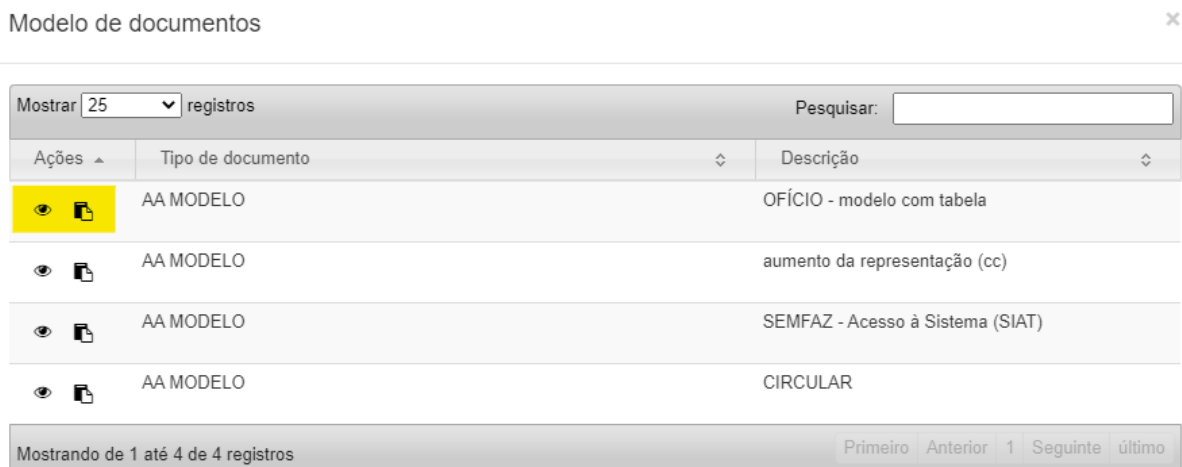 Modelo de documentos ×
Mostrar 25 registros Pesquisar:
Ações Tipo de documento Descrição
AA MODELO OFÍCIO - modelo com tabela
AA MODELO aumento da representação (cc)
AA MODELO SEMFAZ - Acesso à Sistema (SIAT)
AA MODELO CIRCULAR
Mostrando de 1 até 4 de 4 registros Primeiro Anterior 1 Seguinte último